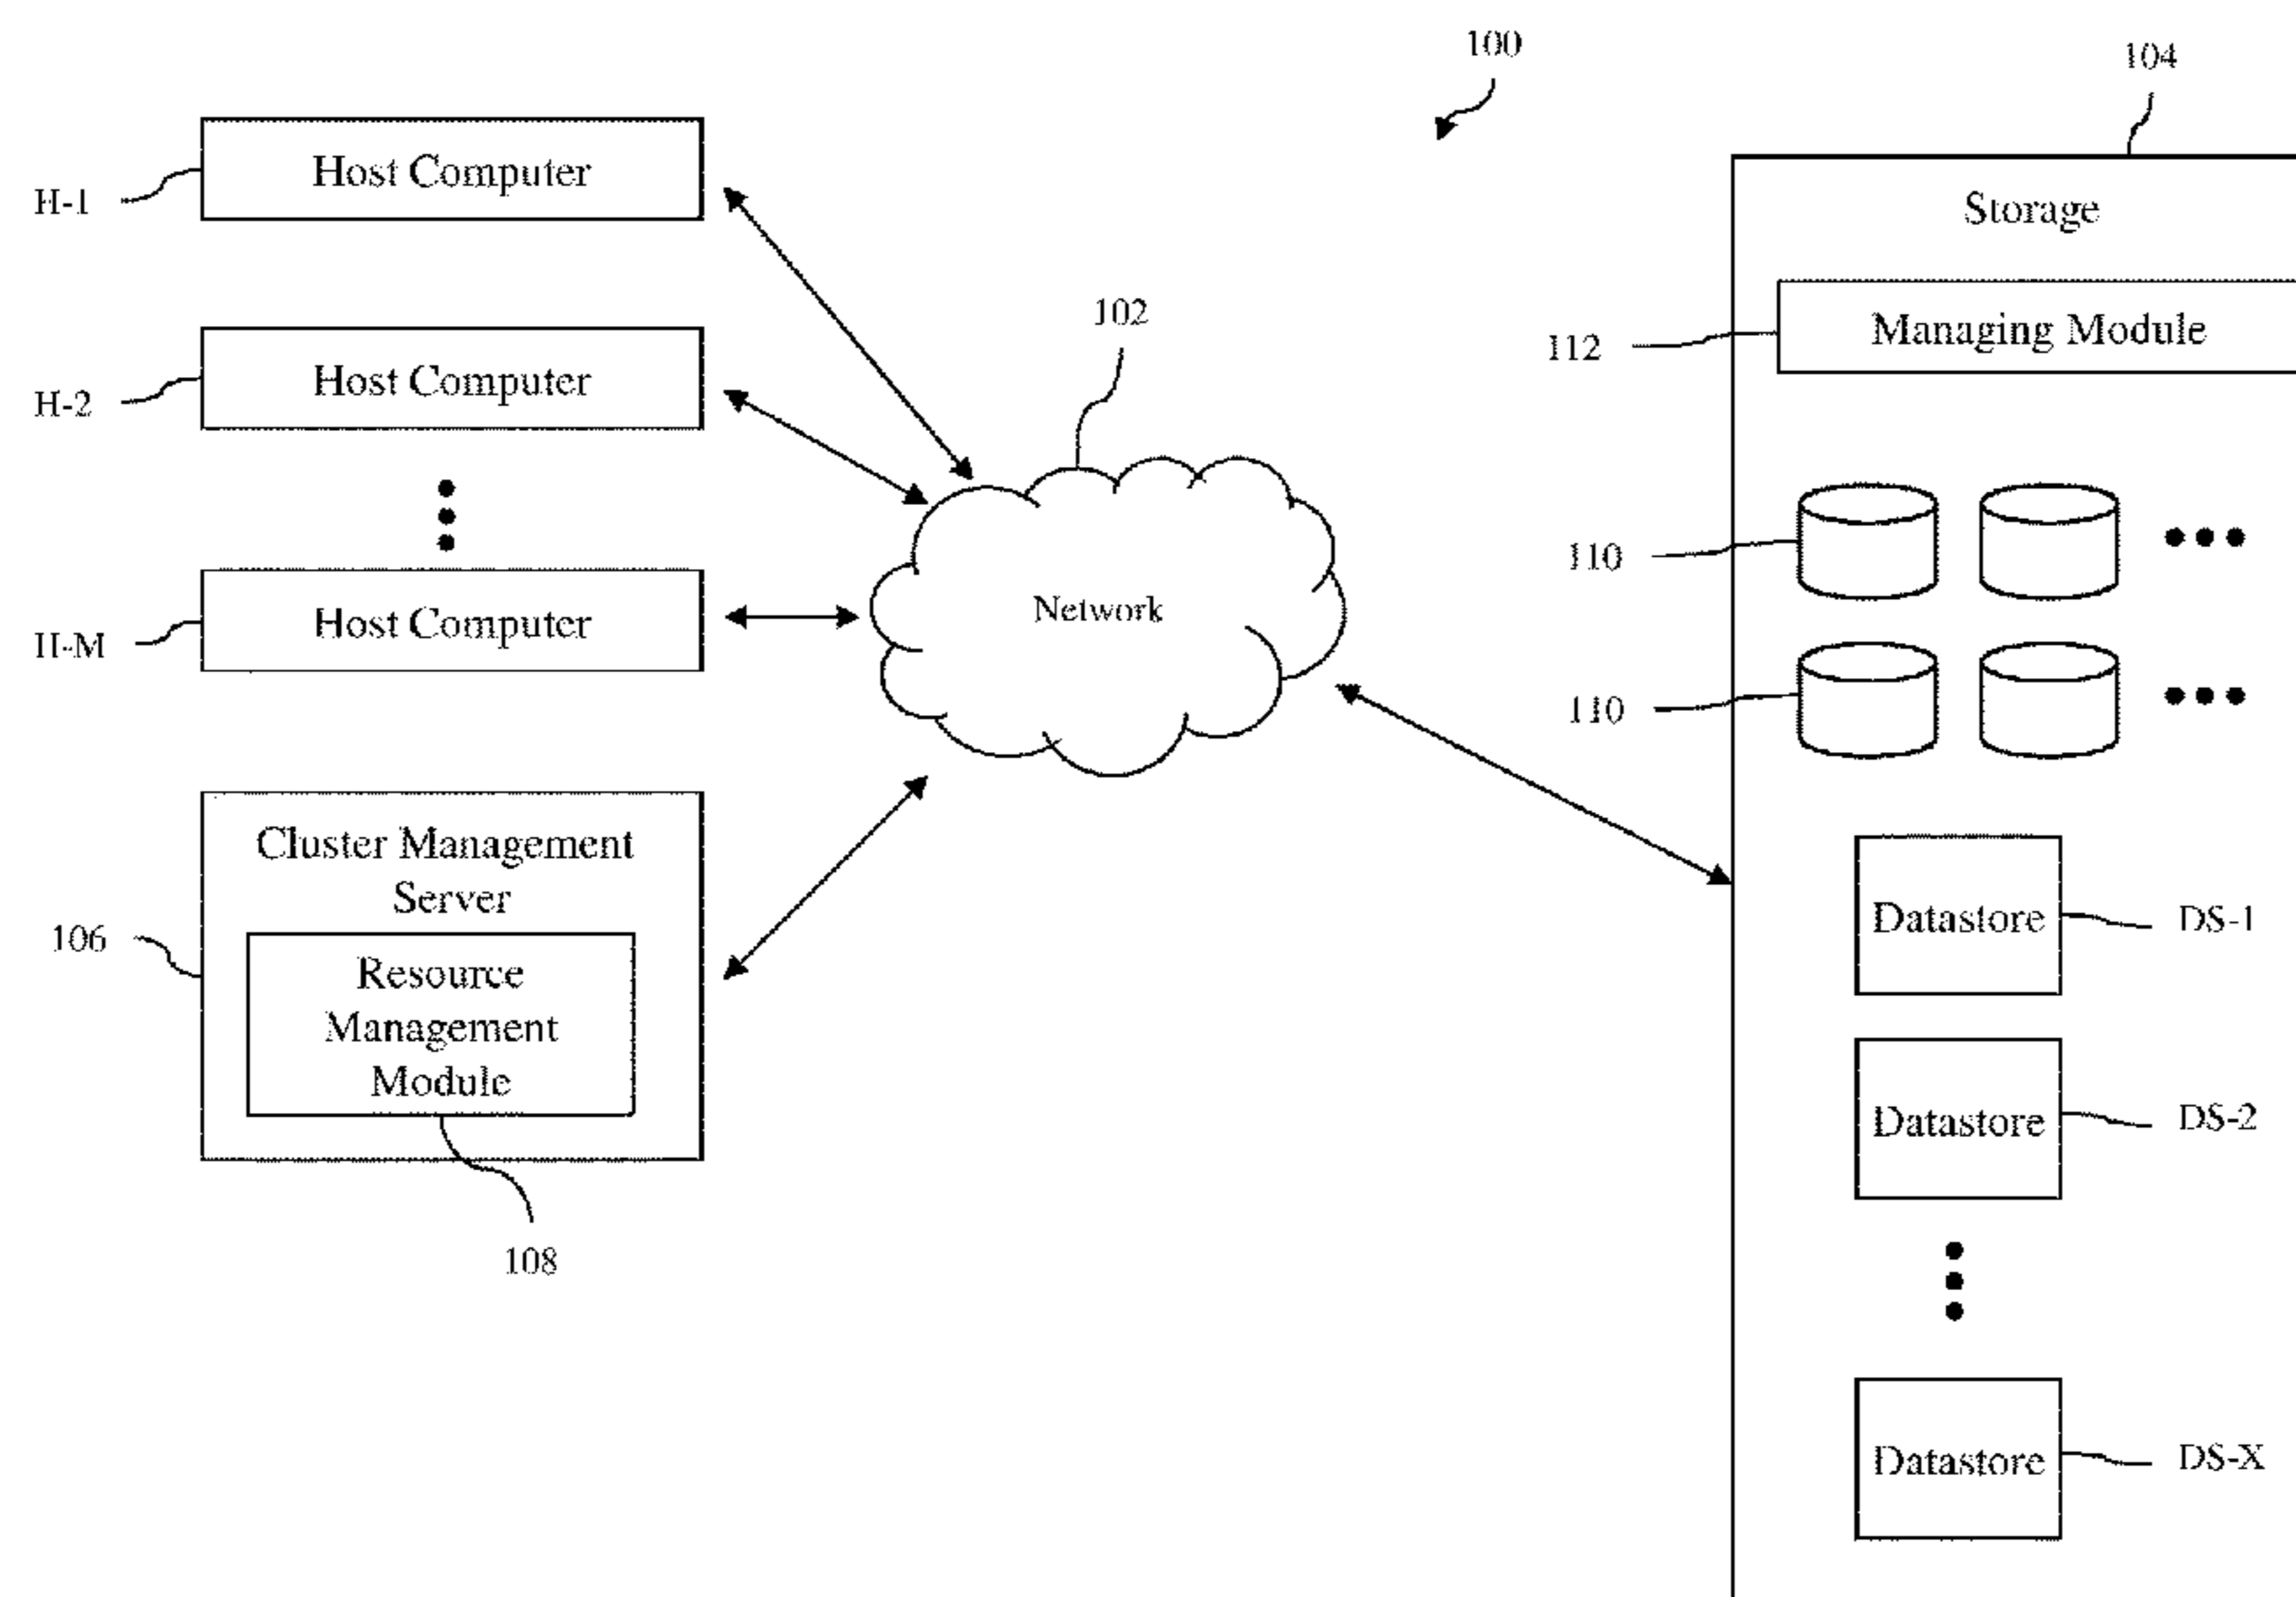 100
104
Host Computer
H-1
Storage
102
112
Managing Module
Host Computer
H-2
110
Host Computer
H-M
Network
110
Cluster Management
Server
106
Resource
Management
Module
108
Datastore
DS-1
Datastore
DS-2
Datastore
DS-X